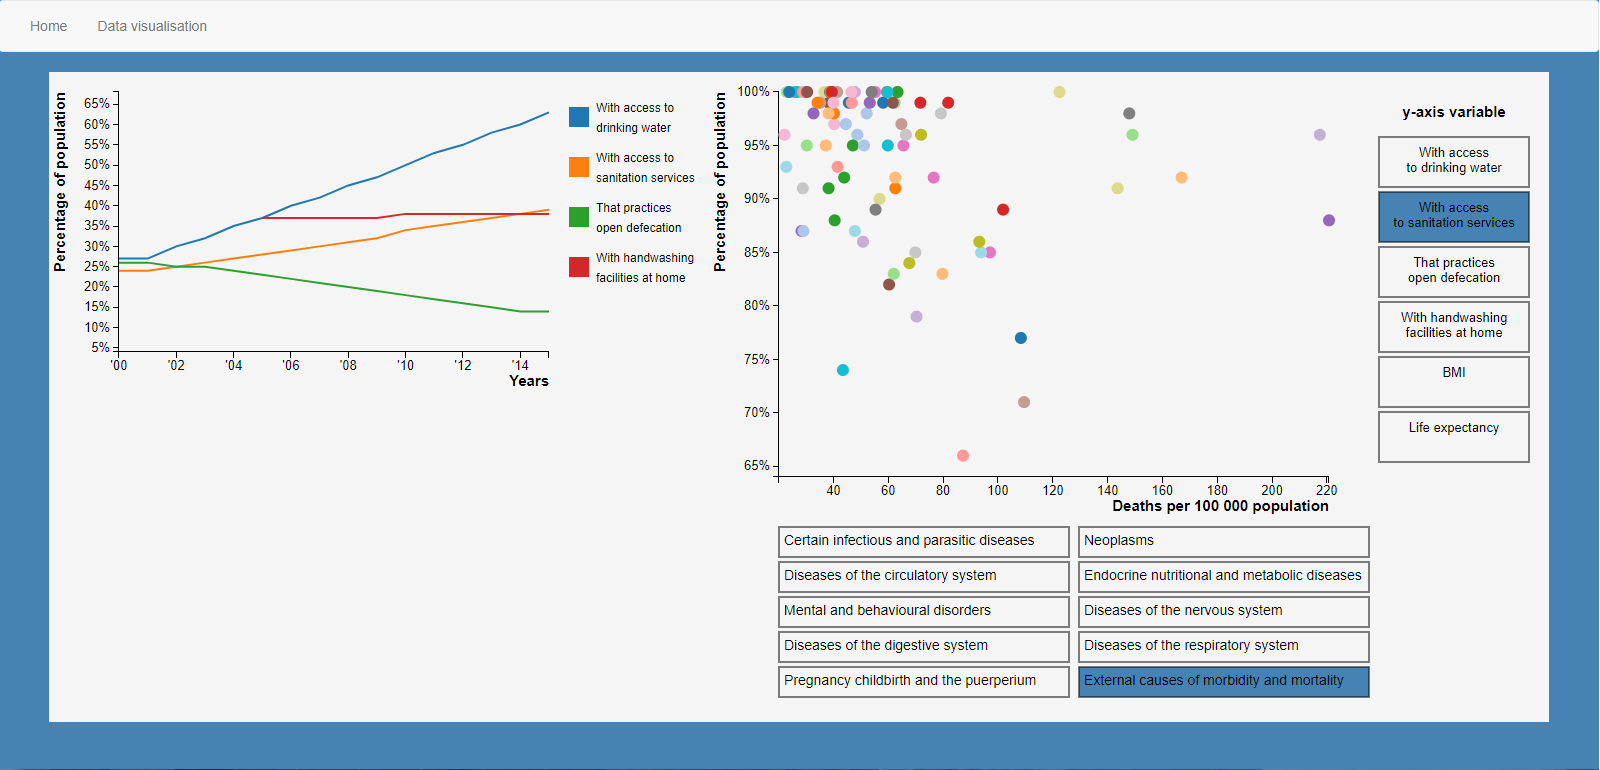 Home
Data visualisation
Percentage of population
65%
60%
55%
50%
45%
40%
35%
30%
25%
20%
15%
10%
5%
'00
'02
'04
'06
'08
'10
'12
'14
Years
With access to
drinking water
With access to
sanitation services
That practices
open defecation
With handwashing
facilities at home
Percentage of population
100%
95%
90%
85%
80%
75%
70%
65%
40
60
80
100
120
140
160
180
200
220
Deaths per 100 000 population
y-axis variable
With access
to drinking water
With access
to sanitation services
That practices
open defecation
With handwashing
facilities at home
BMI
Life expectancy
Certain infectious and parasitic diseases
Neoplasms
Diseases of the circulatory system
Endocrine nutritional and metabolic diseases
Mental and behavioural disorders
Diseases of the nervous system
Diseases of the digestive system
Diseases of the respiratory system
Pregnancy childbirth and the puerperium
External causes of morbidity and mortality